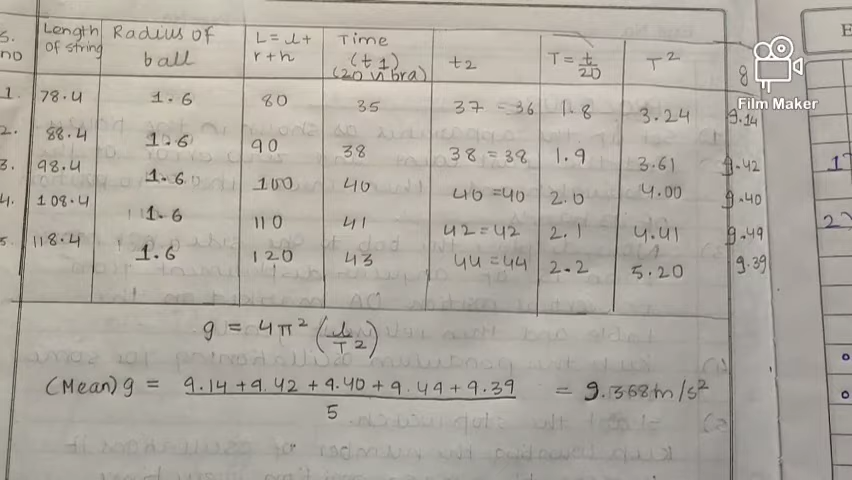 S. no Length of string Radius of ball L = l + r + h Time (t1) (20 vibra) t2 T = t/20 T² g
1. 78.4 1.6 80 35 37 = 36 1.8 3.24 9.14
2. 88.4 1.6 90 38 38 = 38 1.9 3.61 9.42
3. 98.4 1.6 100 40 40 = 40 2.0 4.00 9.40
4. 108.4 1.6 110 41 42 = 42 2.1 4.41 9.49
5. 118.4 1.6 120 43 44 = 44 2.2 5.20 9.39
g = 4π² (l/T²)
(Mean) g = 9.14 + 9.42 + 9.40 + 9.49 + 9.39 / 5 = 9.368m/s²
Film Maker